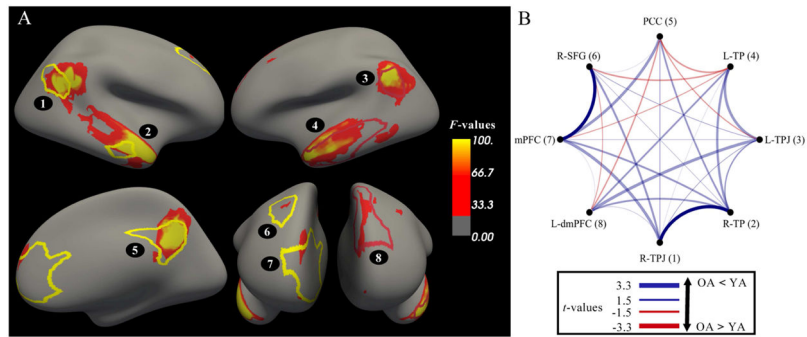 A
1
2
3
4
5
6
7
8
F-values
100.
66.7
33.3
0.00
B
PCC (5)
R-SFG (6)
L-TP (4)
mPFC (7)
L-TPJ (3)
L-dmPFC (8)
R-TP (2)
R-TPJ (1)
t-values
3.3
1.5
-1.5
-3.3
OA < YA
OA > YA